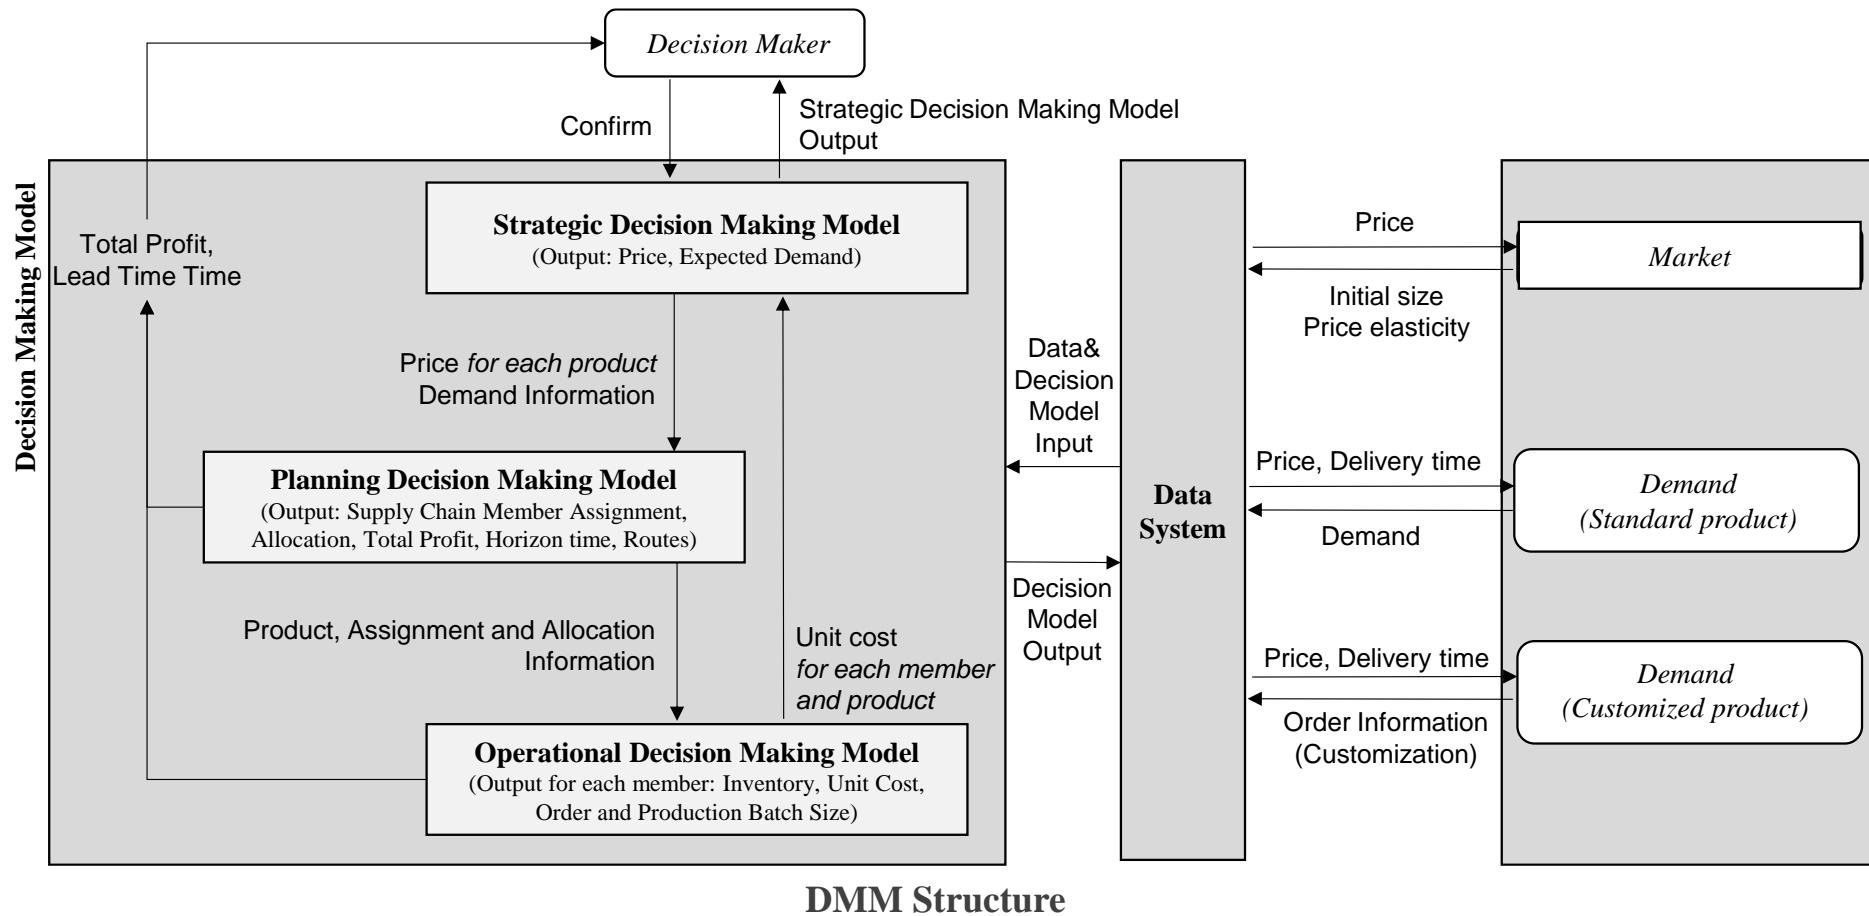 Decision Maker
Confirm
Strategic Decision Making Model
Output
Decision Making Model
Total Profit,
Lead Time Time
Strategic Decision Making Model
(Output: Price, Expected Demand)
Price for each product
Demand Information
Planning Decision Making Model
(Output: Supply Chain Member Assignment,
Allocation, Total Profit, Horizon time, Routes)
Product, Assignment and Allocation
Information
Unit cost
for each member
and product
Operational Decision Making Model
(Output for each member: Inventory, Unit Cost,
Order and Production Batch Size)
Data&
Decision
Model
Input
Decision
Model
Output
Data
System
Price
Initial size
Price elasticity
Market
Price, Delivery time
Demand
Demand
(Standard product)
Price, Delivery time
Order Information
(Customization)
Demand
(Customized product)
DMM Structure